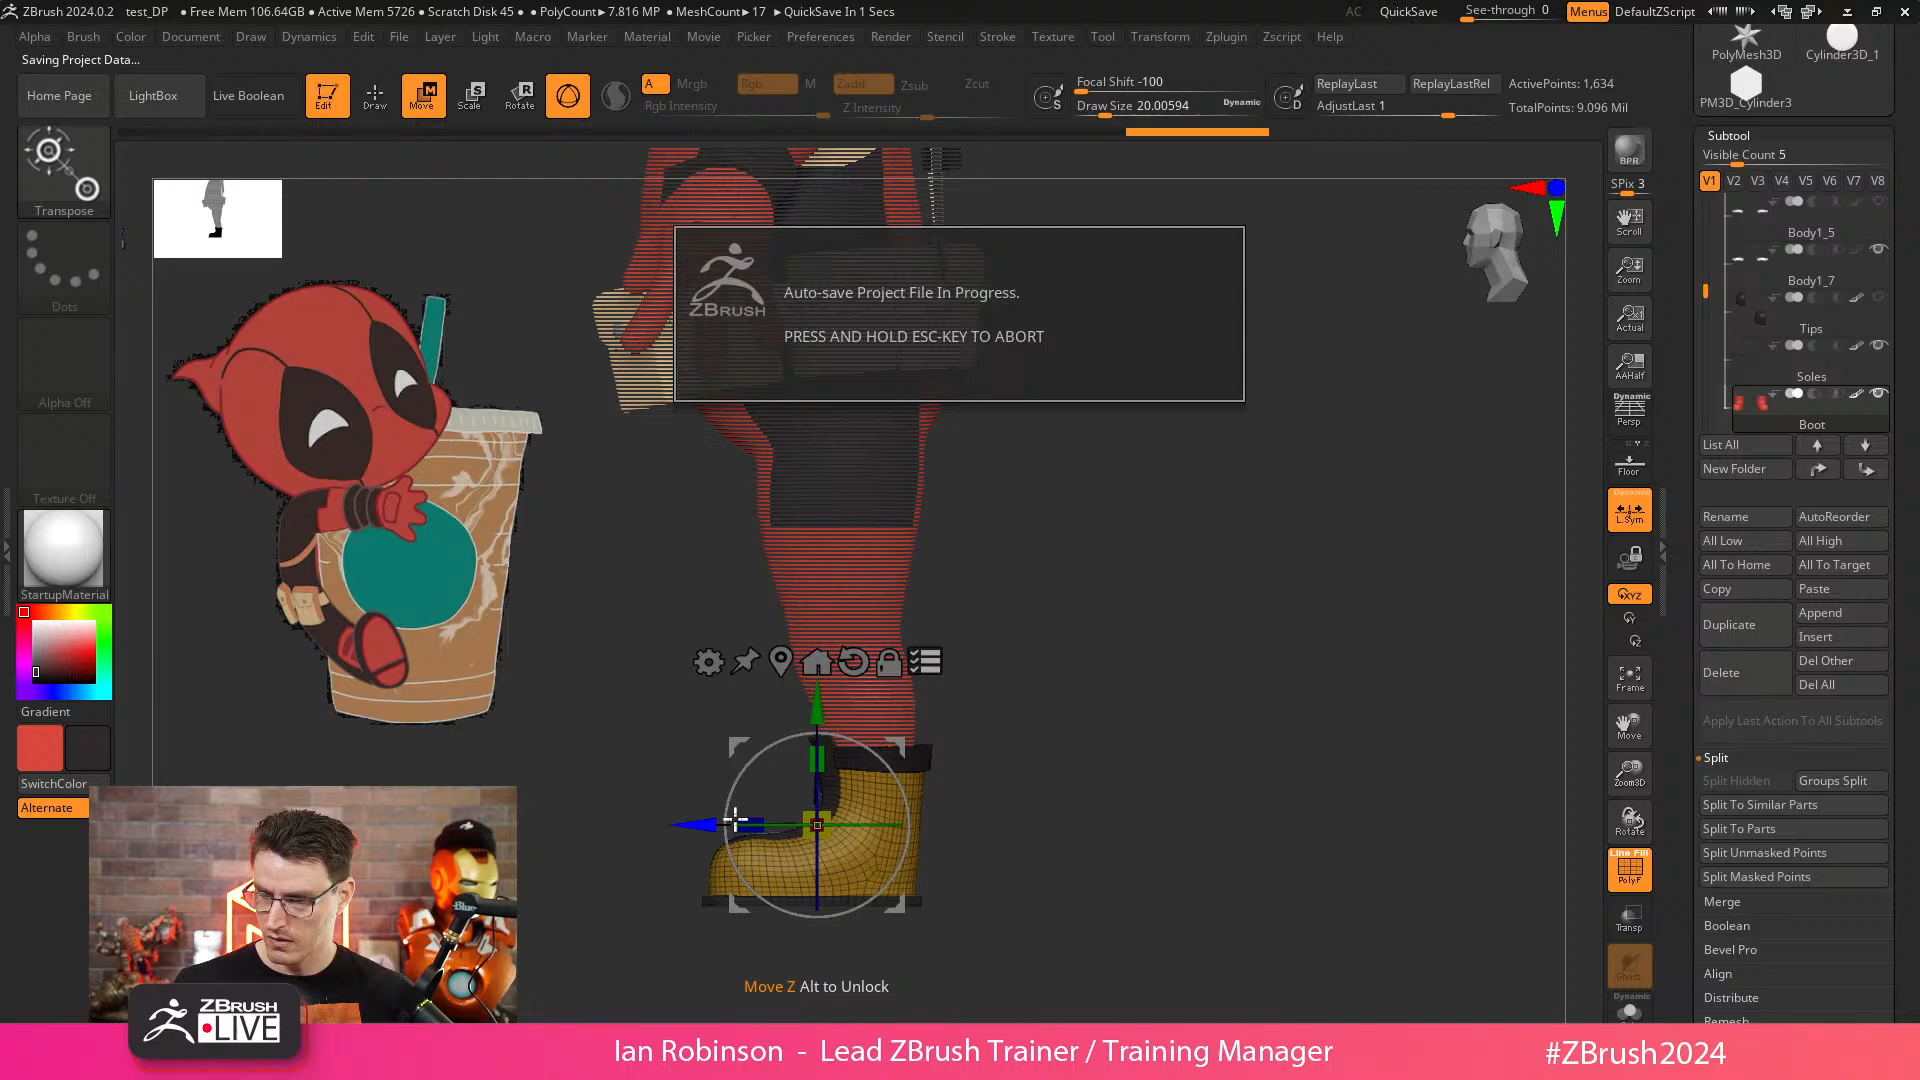 ZBrush 2024.0.2 test_DP • Free Mem 106.64GB • Active Mem 5726 • Scratch Disk 45 • PolyCount►7.816 MP • MeshCount►17 ►QuickSave In 1 Secs AC QuickSave See-through 0 Menus DefaultZScript
Alpha Brush Color Document Draw Dynamics Edit File Layer Light Macro Marker Material Movie Picker Preferences Render Stencil Stroke Texture Tool Transform Zplugin Zscript Help
Saving Project Data...
Home Page LightBox Live Boolean Edit Draw Move Scale Rotate
A Mrgb Rgb M Zadd Zsub Zcut
Rgb Intensity Z Intensity
S Focal Shift -100
Draw Size 20.00594 Dynamic D
ReplayLast ReplayLastRel ActivePoints: 1,634
AdjustLast 1 TotalPoints: 9.096 Mil
PolyMesh3D Cylinder3D_1
PM3D_Cylinder3
Transpose
Dots
Alpha Off
Texture Off
StartupMaterial
Gradient
SwitchColor
Alternate
ZBRUSH
Auto-save Project File In Progress.
PRESS AND HOLD ESC-KEY TO ABORT
Move Z Alt to Unlock
BPR
SPix 3
Scroll
Zoom
Actual
AAHalf
Dynamic
Persp
Floor
Dynamic
L.Sym
XYZ
Y
Z
Frame
Move
Zoom3D
Rotate
Line Fill
PolyF
Transp
Ghost
Dynamic
Subtool
Visible Count 5
V1 V2 V3 V4 V5 V6 V7 V8
Body1_5
Body1_7
Tips
Soles
Boot
List All
New Folder
Rename AutoReorder
All Low All High
All To Home All To Target
Copy Paste
Duplicate Append
Insert
Delete Del Other
Del All
Apply Last Action To All Subtools
Split
Split Hidden Groups Split
Split To Similar Parts
Split To Parts
Split Unmasked Points
Split Masked Points
Merge
Boolean
Bevel Pro
Align
Distribute
Remesh
Blue
ZBRUSH
LIVE
Ian Robinson - Lead ZBrush Trainer / Training Manager #ZBrush2024